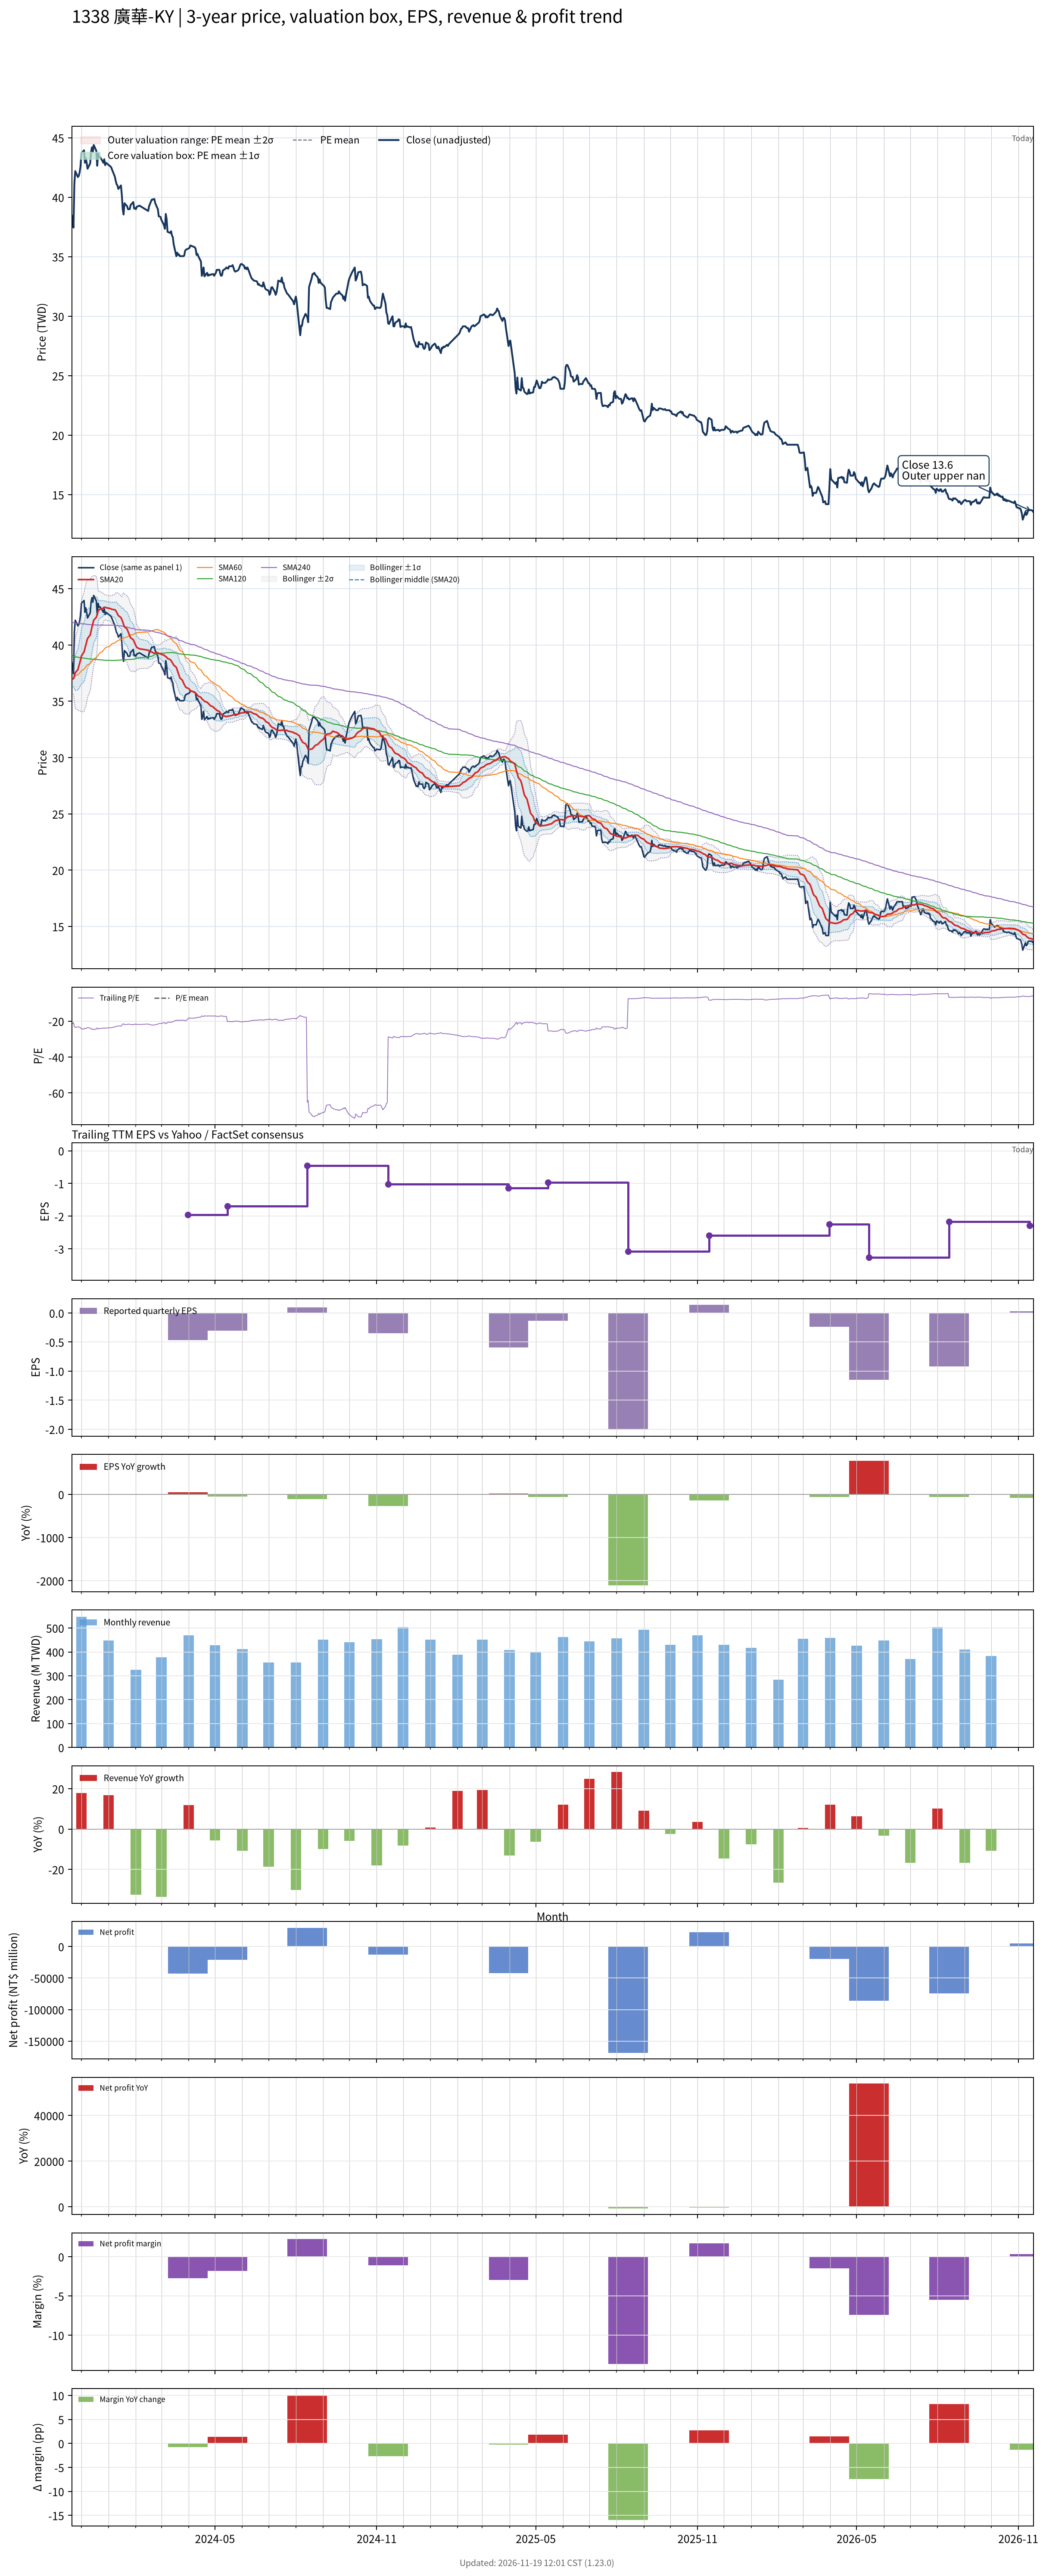 1338 廣華-KY | 3-year price, valuation box, EPS, revenue & profit trend
Outer valuation range: PE mean ±2σ
PE mean
Close (unadjusted)
Core valuation box: PE mean ±1σ
Today
Price (TWD)
45
40
35
30
25
20
15
Close 13.6
Outer upper nan
Close (same as panel 1)
SMA20
SMA60
SMA120
SMA240
Bollinger ±2σ
Bollinger ±1σ
Bollinger middle (SMA20)
Price
45
40
35
30
25
20
15
Trailing P/E
P/E mean
P/E
-20
-40
-60
Trailing TTM EPS vs Yahoo / FactSet consensus
Today
EPS
0
-1
-2
-3
Reported quarterly EPS
EPS
0.0
-0.5
-1.0
-1.5
-2.0
EPS YoY growth
YoY (%)
0
-1000
-2000
Monthly revenue
Revenue (M TWD)
500
400
300
200
100
0
Revenue YoY growth
YoY (%)
20
0
-20
Month
Net profit
Net profit (NT$ million)
0
-50000
-100000
-150000
Net profit YoY
YoY (%)
40000
20000
0
Net profit margin
Margin (%)
0
-5
-10
Margin YoY change
Δ margin (pp)
10
5
0
-5
-10
-15
2024-05
2024-11
2025-05
2025-11
2026-05
2026-11
Updated: 2026-11-19 12:01 CST (1.23.0)